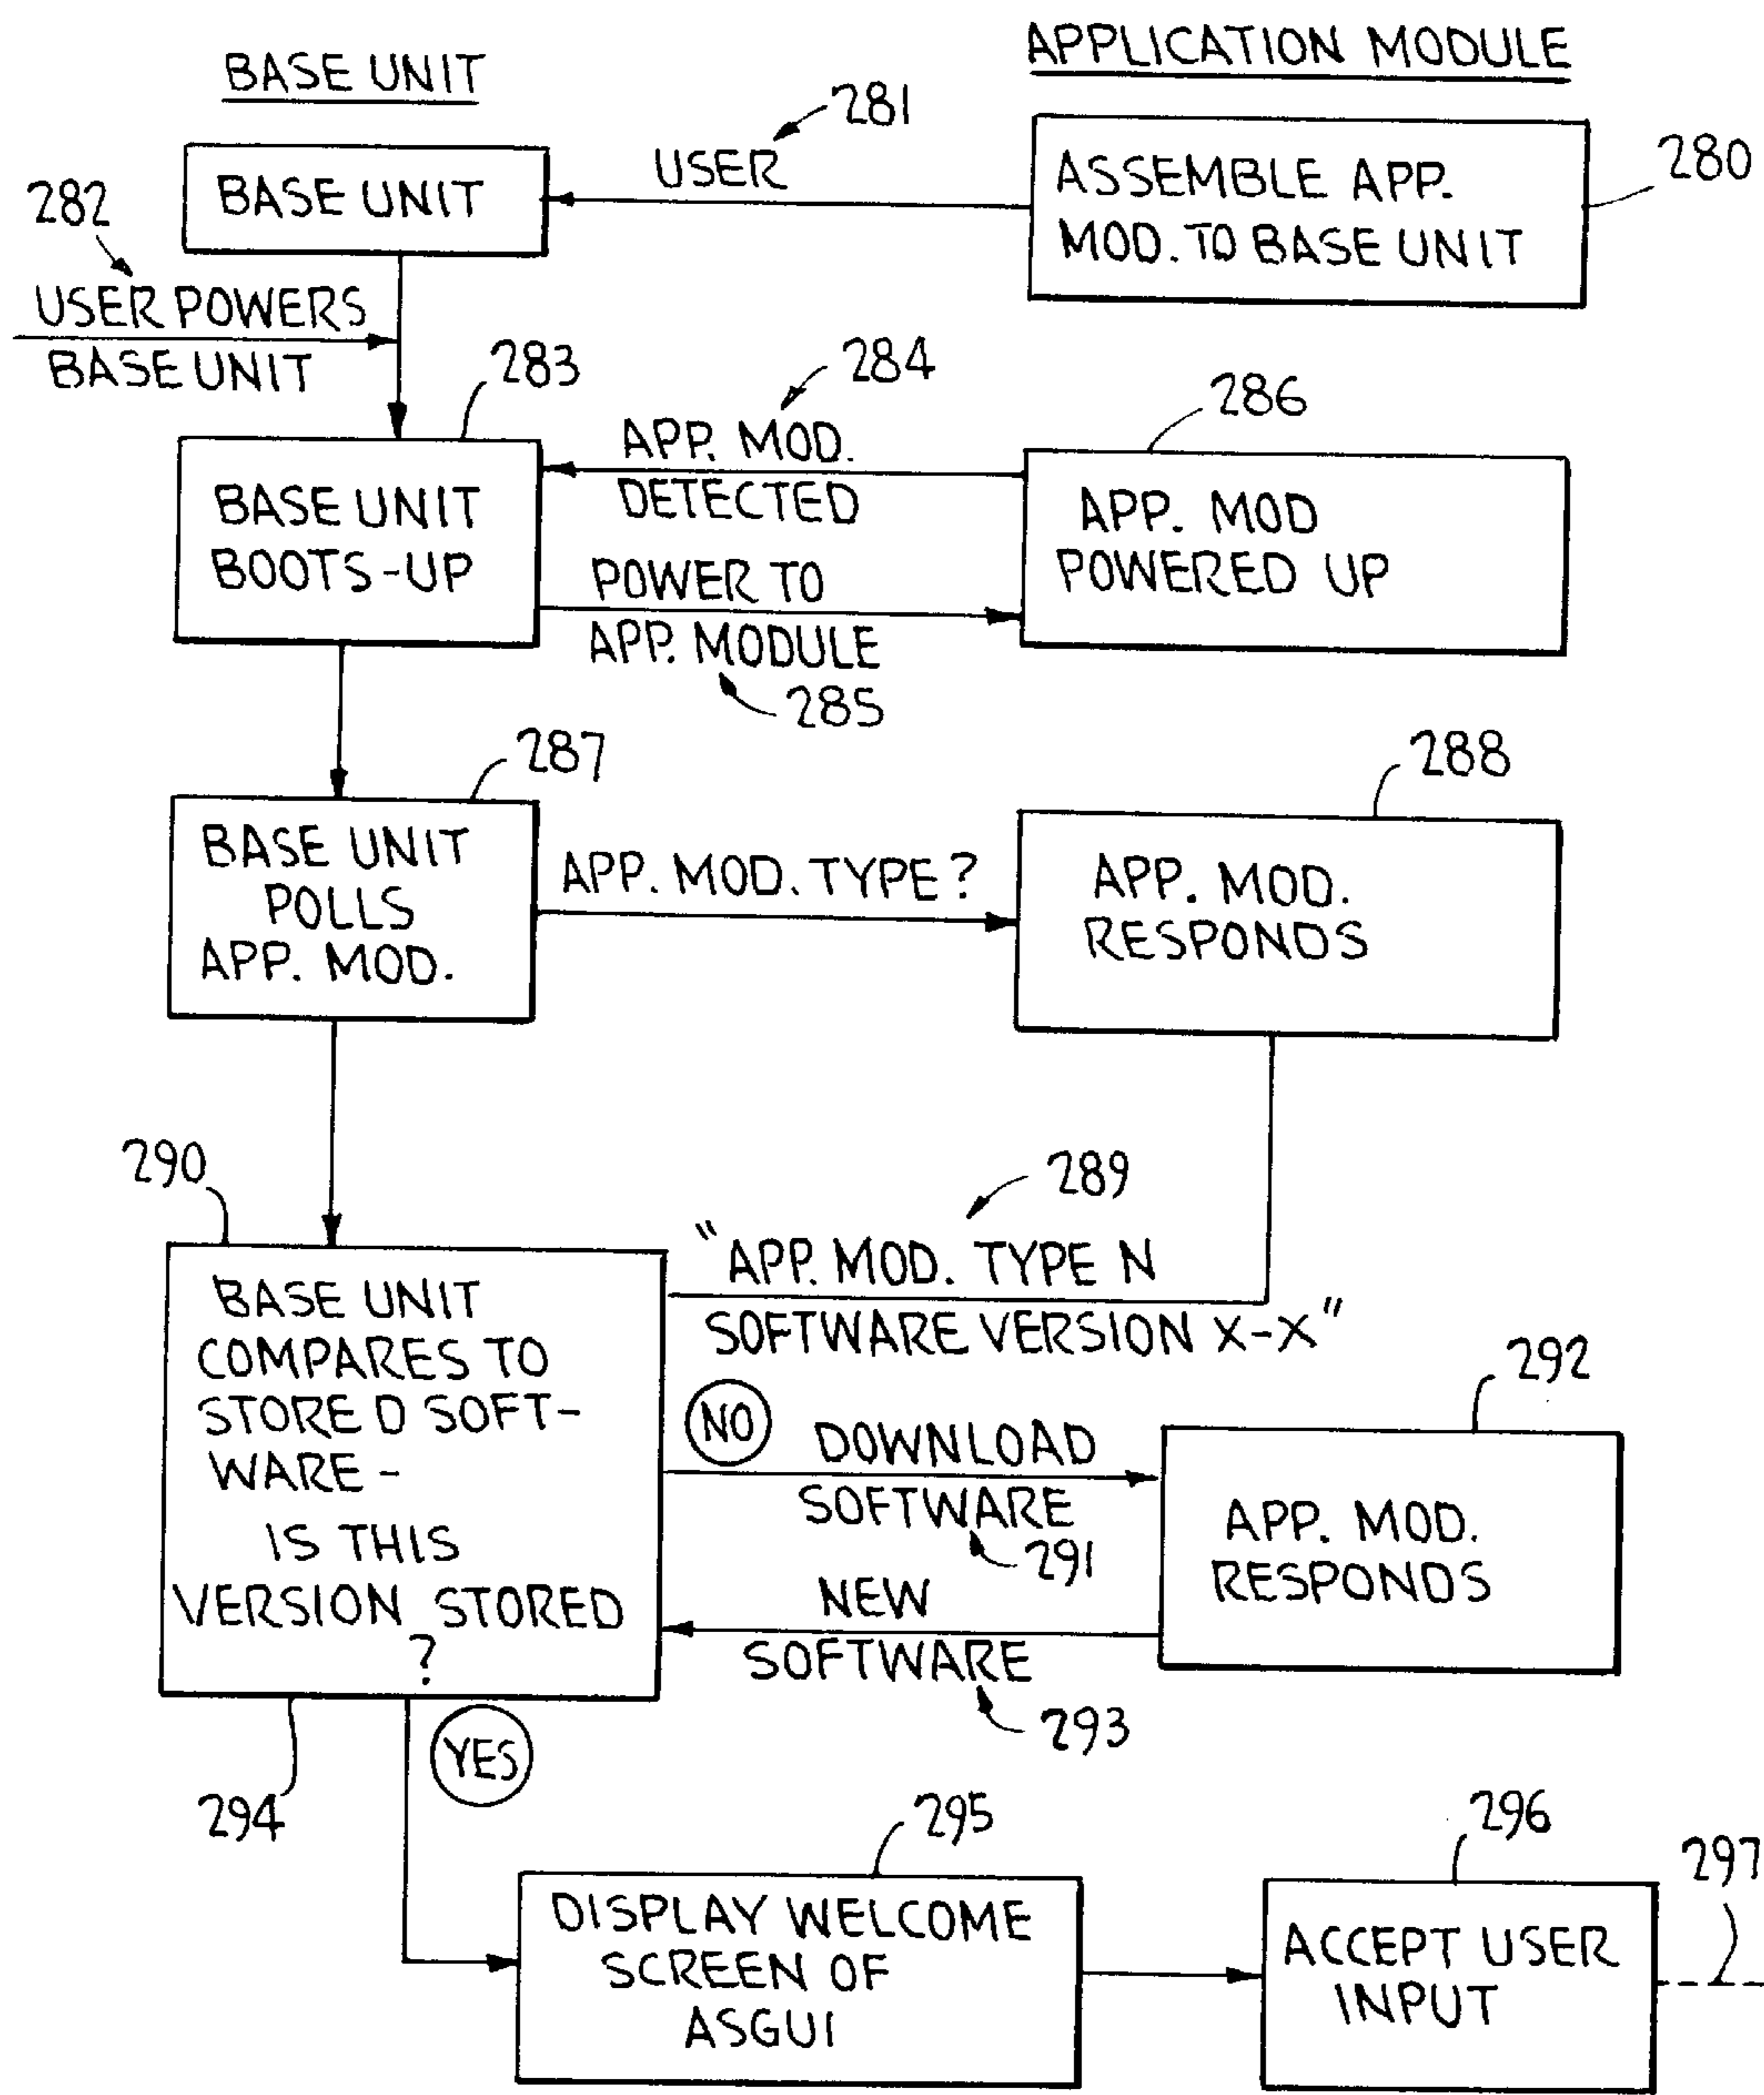 BASE UNIT
APPLICATION MODULE
281
BASE UNIT
USER
ASSEMBLE APP.
MOD. TO BASE UNIT
280
282
USER POWERS
BASE UNIT
283
284
286
BASE UNIT
BOOTS-UP
APP. MOD.
DETECTED
POWER TO
APP. MODULE
285
APP. MOD
POWERED UP
287
288
BASE UNIT
POLLS
APP. MOD.
APP. MOD. TYPE?
APP. MOD.
RESPONDS
290
289
"APP. MOD. TYPE N
SOFTWARE VERSION X-X"
BASE UNIT
COMPARES TO
STORED SOFT-
WARE -
IS THIS
VERSION STORED
?
NO
DOWNLOAD
SOFTWARE
291
NEW
SOFTWARE
293
292
APP. MOD.
RESPONDS
294
YES
295
296
297
DISPLAY WELCOME
SCREEN OF
ASGUI
ACCEPT USER
INPUT